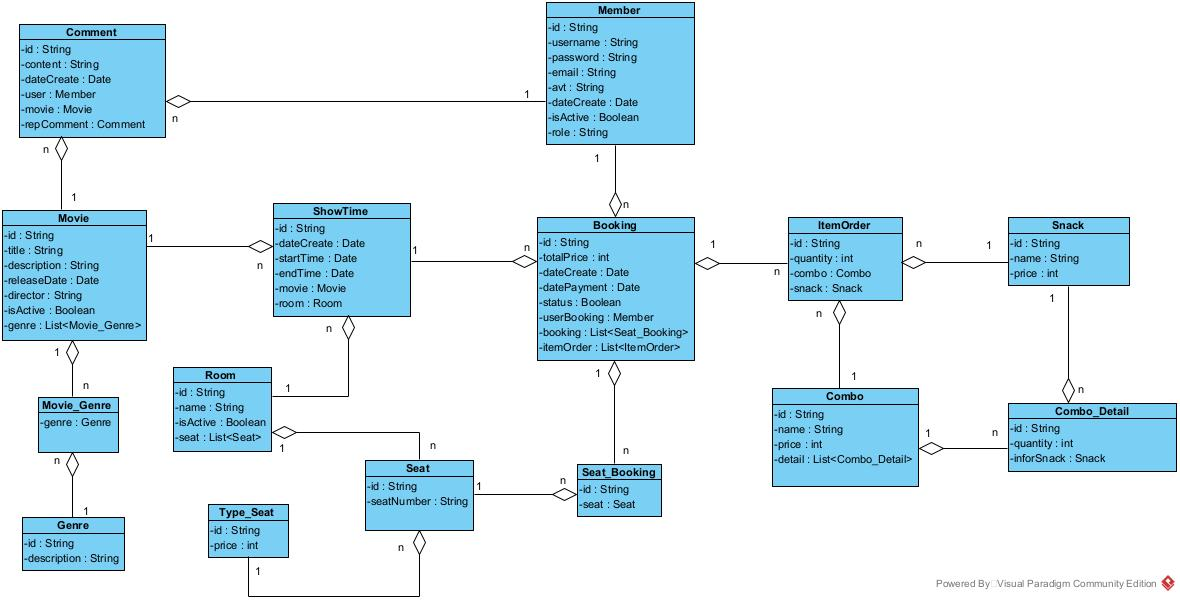 Comment
-id : String
-content : String
-dateCreate : Date
-user : Member
-movie : Movie
-repComment : Comment
n
n
1
1
Member
-id : String
-username : String
-password : String
-email : String
-avt : String
-dateCreate : Date
-isActive : Boolean
-role : String
1
n
Movie
-id : String
-title : String
-description : String
-releaseDate : Date
-director : String
-isActive : Boolean
-genre : List<Movie_Genre>
1
n
1
n
ShowTime
-id : String
-dateCreate : Date
-startTime : Date
-endTime : Date
-movie : Movie
-room : Room
1
n
n
1
Booking
-id : String
-totalPrice : int
-dateCreate : Date
-datePayment : Date
-status : Boolean
-userBooking : Member
-booking : List<Seat_Booking>
-itemOrder : List<ItemOrder>
1
n
1
n
ItemOrder
-id : String
-quantity : int
-combo : Combo
-snack : Snack
n
1
n
1
Snack
-id : String
-name : String
-price : int
1
n
Room
-id : String
-name : String
-isActive : Boolean
-seat : List<Seat>
1
n
Movie_Genre
-genre : Genre
n
1
Genre
-id : String
-description : String
Seat
-id : String
-seatNumber : String
1
n
n
1
Type_Seat
-id : String
-price : int
Seat_Booking
-id : String
-seat : Seat
Combo
-id : String
-name : String
-price : int
-detail : List<Combo_Detail>
1
n
Combo_Detail
-id : String
-quantity : int
-inforSnack : Snack
Powered By Visual Paradigm Community Edition